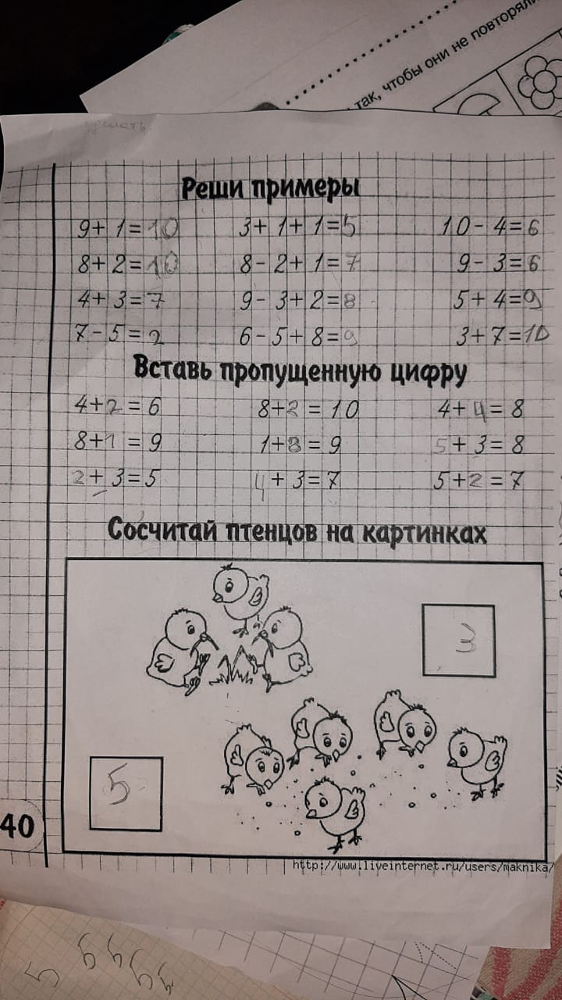 так, чтобы они не повторяли
Реши примеры
9+ 1=10 3+ 1+ 1=5 10- 4=6
8+ 2=10 8- 2+ 1=7 9- 3=6
4+ 3=7 9- 3+2=8 5+ 4=9
7-5=2 6-5+8=9 3+7=10
Вставь пропущенную цифру
4+2=6 8+2=10 4+4=8
8+1=9 1+8=9 5+3=8
2+3=5 4+3=7 5+2=7
Сосчитай птенцов на картинках
3
5
40
http://www.liveinternet.ru/users/maknika/
5